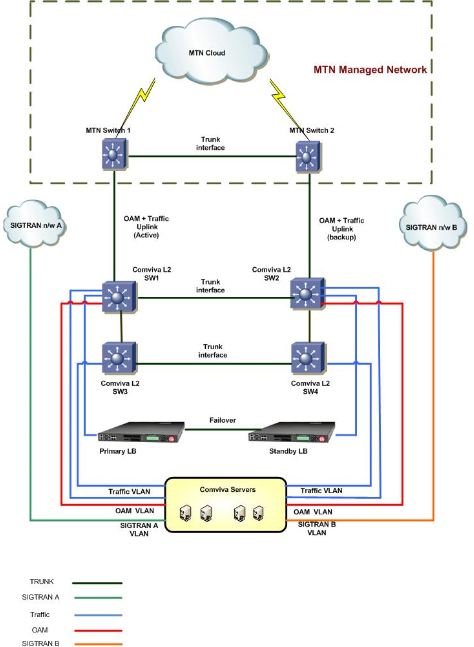 MTN Cloud
MTN Managed Network
MTN Switch 1
MTN Switch 2
Trunk
interface
SIGTRAN n/w A
OAM + Traffic
Uplink
(Active)
OAM + Traffic
Uplink
(backup)
SIGTRAN n/w B
Comviva L2
SW1
Trunk
interface
Comviva L2
SW2
Trunk
interface
Comviva L2
SW3
Comviva L2
SW4
Failover
Primary LB
Standby LB
Traffic VLAN
Comviva Servers
Traffic VLAN
OAM VLAN
OAM VLAN
SIGTRAN A
VLAN
SIGTRAN B
VLAN
TRUNK
SIGTRAN A
Traffic
OAM
SIGTRAN B